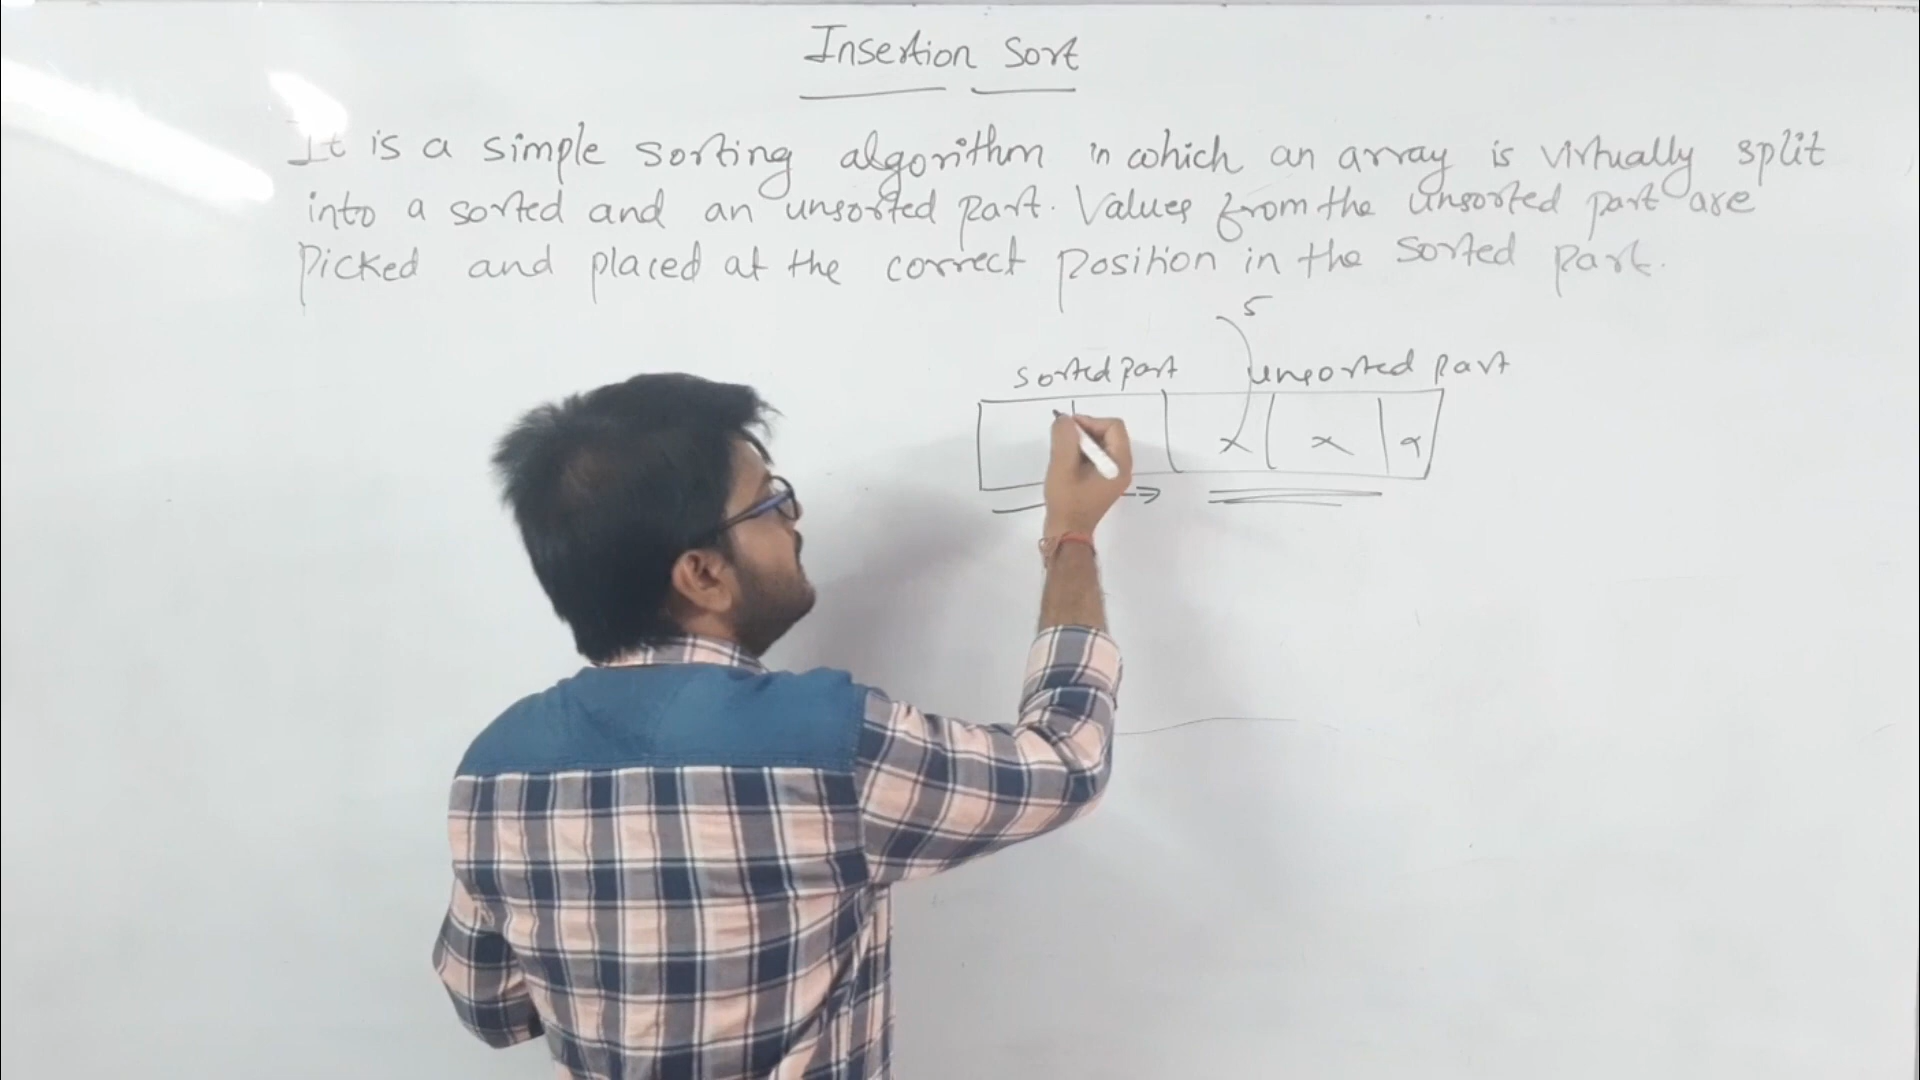 Insertion Sort
It is a simple sorting algorithm in which an array is virtually split
into a sorted and an unsorted part. Values from the unsorted part are
Picked and placed at the correct position in the sorted part.
5
sorted part unsorted part
x x x